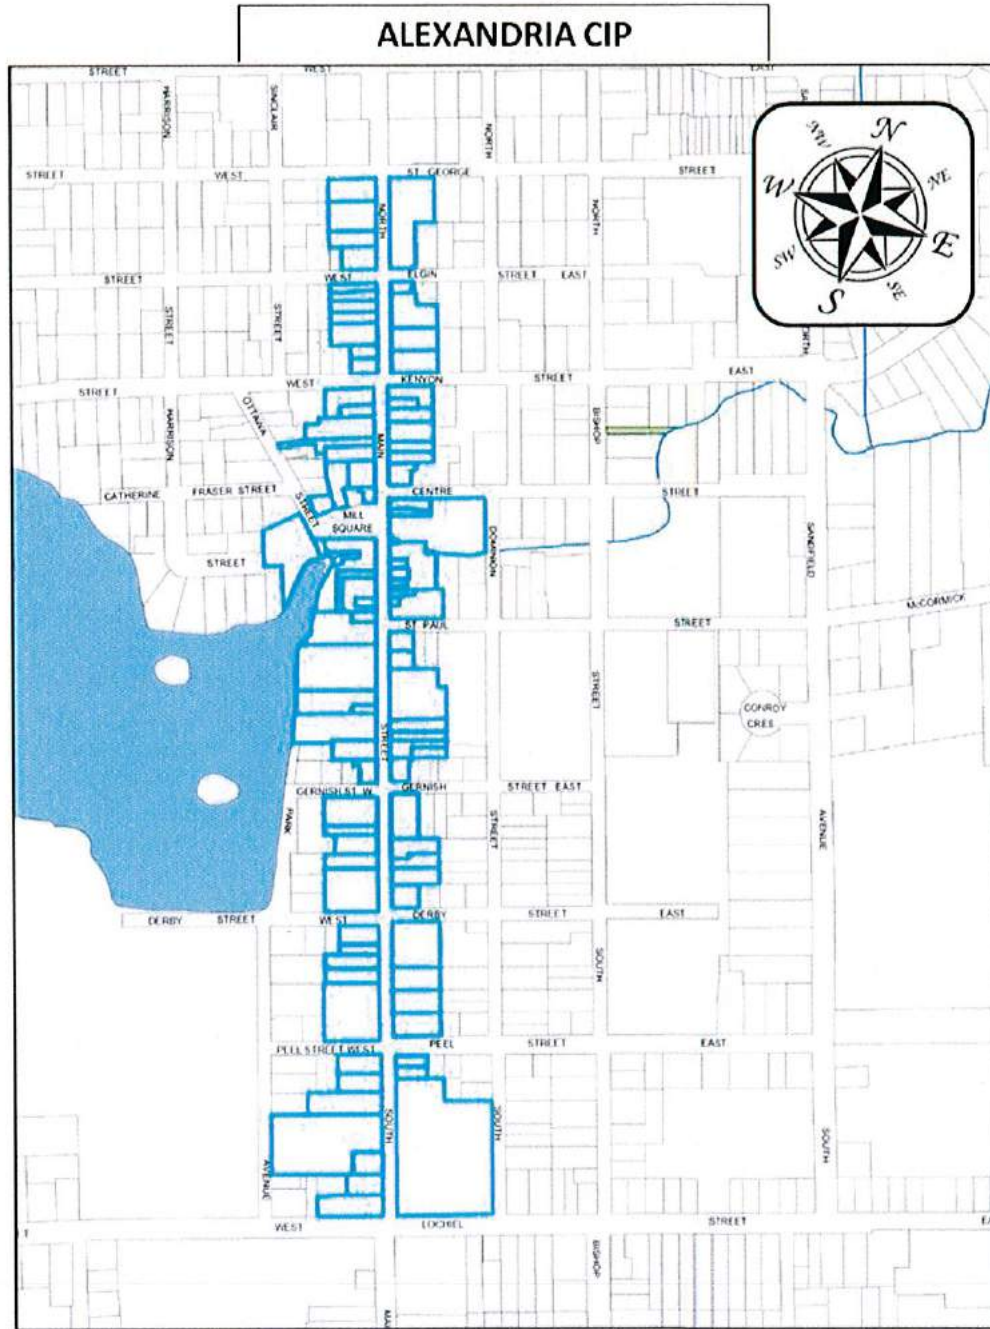 ALEXANDRIA CIP
STREET
WEST
EAST
HARRISON
SINCLAIR
NORTH
N
NW
NE
W
E
SW
SE
S
STREET
WEST
ST. GEORGE
STREET
NORTH
NORTH
STREET
WEST
ELGIN
STREET
EAST
STREET
STREET
NORTH
STREET
WEST
KENYON
STREET
EAST
OTTAWA
HARRISON
MAIN
BISHOP
CATHERINE
FRASER STREET
CENTRE
STREET
STREET
MILL
SQUARE
DOMINION
SANDFIELD
STREET
McCORMICK
ST. PAUL
STREET
STREET
STREET
CONROY
CRES
GERNISH ST. W.
GERNISH
STREET EAST
PARK
STREET
AVENUE
DERBY
STREET
WEST
DERBY
STREET
EAST
SOUTH
PEEL STREET WEST
PEEL
STREET
EAST
SOUTH
SOUTH
SOUTH
AVENUE
WEST
LOCHIEL
STREET
BISHOP